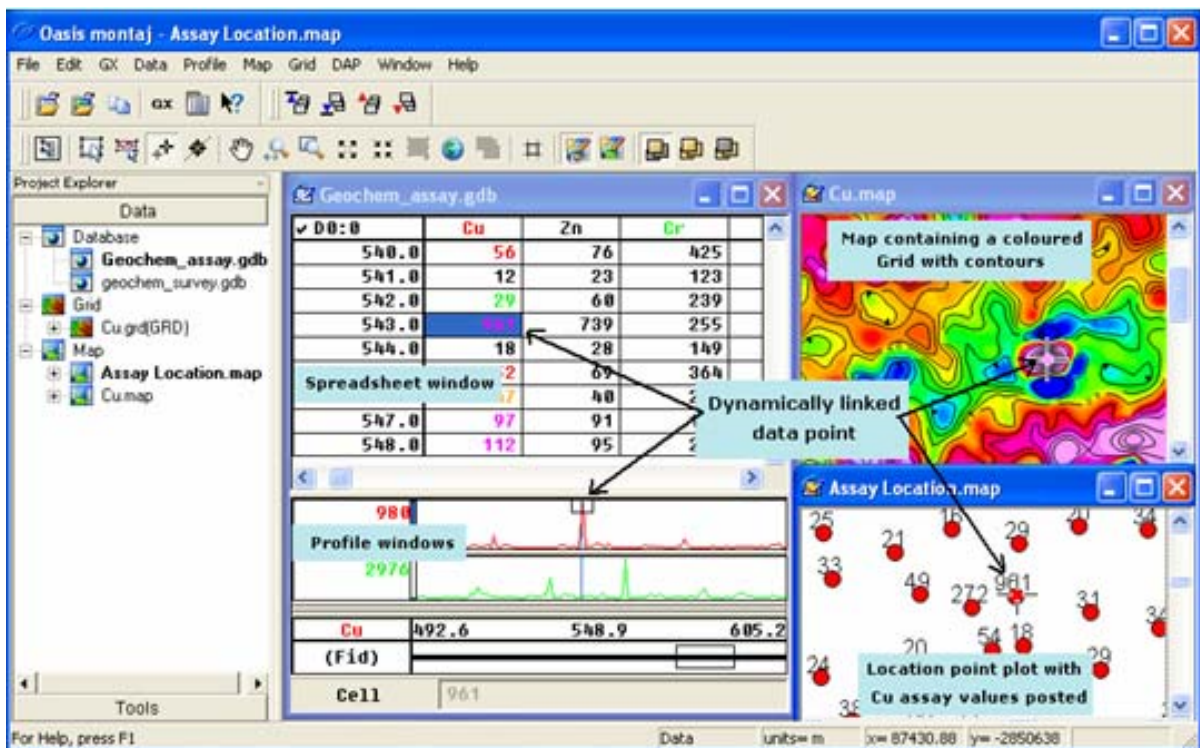 Oasis montaj - Assay Location.map
File Edit GX Data Profile Map Grid DAP Window Help
GX
Project Explorer
Data
Database
Geochem_assay.gdb
geochem_survey.gdb
Grid
Cu.grd(GRD)
Map
Assay Location.map
Cu.map
Tools
Geochem_assay.gdb
D0:0 Cu Zn Cr
540.0 56 76 425
541.0 12 23 123
542.0 29 60 239
543.0 961 739 255
544.0 18 28 149
69 364
40
547.0 97 91
548.0 112 95
Spreadsheet window
Dynamically linked
data point
980
Profile windows
2976
Cu 492.6 548.9 605.2
(Fid)
Cell 961
Cu.map
Map containing a coloured
Grid with contours
Assay Location.map
25 16 29 20 34
21
33 49 272 961 31 34
20 54 18 29
24
38
Location point plot with
Cu assay values posted
For Help, press F1 Data units= m x= 87430.88 y= -2850638